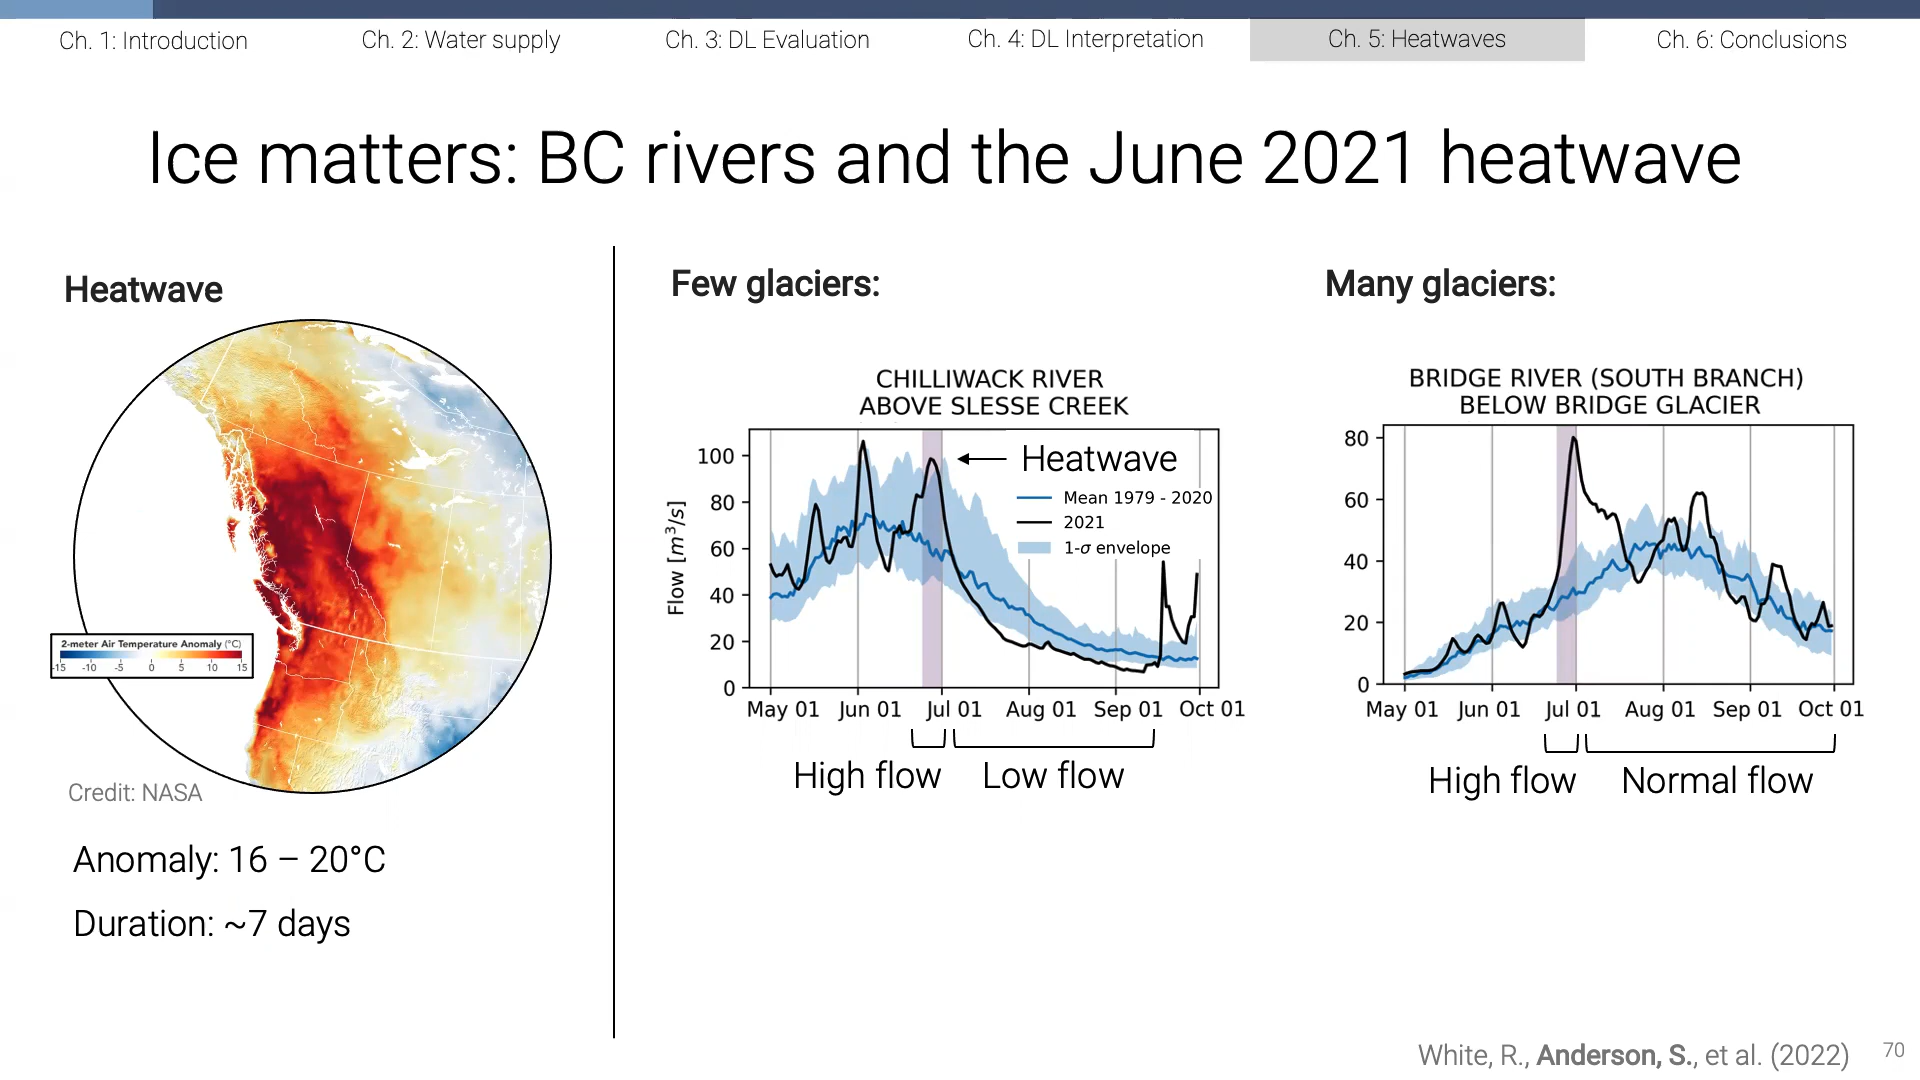 Ch. 1: Introduction
Ch. 2: Water supply
Ch. 3: DL Evaluation
Ch. 4: DL Interpretation
Ch. 5: Heatwaves
Ch. 6: Conclusions
Ice matters: BC rivers and the June 2021 heatwave
Heatwave
2-meter Air Temperature Anomaly (°C)
-15 -10 -5 0 5 10 15
Credit: NASA
Anomaly: 16 – 20°C
Duration: ~7 days
Few glaciers:
CHILLIWACK RIVER
ABOVE SLESSE CREEK
Heatwave
Mean 1979 - 2020
2021
1-σ envelope
Flow [m³/s]
100
80
60
40
20
0
May 01 Jun 01 Jul 01 Aug 01 Sep 01 Oct 01
High flow Low flow
Many glaciers:
BRIDGE RIVER (SOUTH BRANCH)
BELOW BRIDGE GLACIER
80
60
40
20
0
May 01 Jun 01 Jul 01 Aug 01 Sep 01 Oct 01
High flow Normal flow
White, R., Anderson, S., et al. (2022)
70